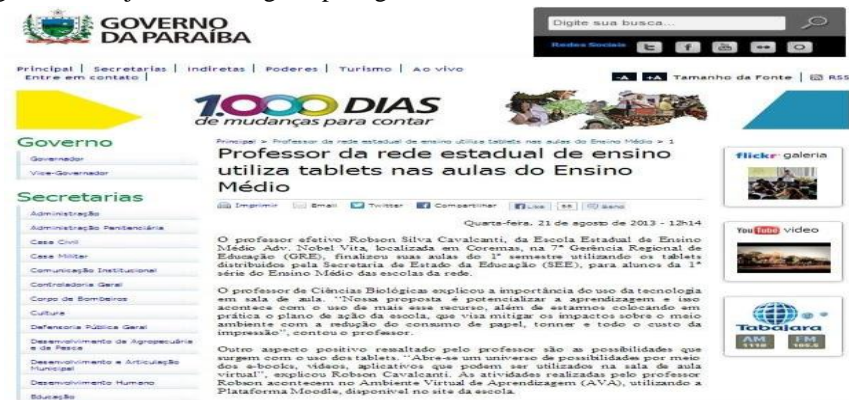 GOVERNO
DA PARAÍBA
Digite sua busca...
Redes Sociais
Principal | Secretarias | Indiretas | Poderes | Turismo | Ao vivo
Entre em contato |
-A +A Tamanho da Fonte | RSS
1.000 DIAS
de mudanças para contar
Governo
Governador
Vice-Governador
Secretarias
Administração
Administração Penitenciária
Casa Civil
Casa Militar
Comunicação Institucional
Controladoria Geral
Corpo de Bombeiros
Cultura
Defensoria Pública Geral
Desenvolvimento da Agropecuária
e da Pesca
Desenvolvimento e Articulação
Municipal
Desenvolvimento Humano
Educação
Principal > Professor da rede estadual de ensino utiliza tablets nas aulas do Ensino Médio > 1
Professor da rede estadual de ensino
utiliza tablets nas aulas do Ensino
Médio
Imprimir Email Twitter Compartilhar Like Send
Quarta-feira, 21 de agosto de 2013 - 12h14
O professor efetivo Robson Silva Cavalcanti, da Escola Estadual de Ensino
Médio Adv. Nobel Vita, localizada em Coremas, na 7ª Gerência Regional de
Educação (GRE), finalizou suas aulas do 1º semestre utilizando os tablets
distribuídos pela Secretaria de Estado da Educação (SEE), para alunos da 1ª
série do Ensino Médio das escolas da rede.
O professor de Ciências Biológicas explicou a importância do uso da tecnologia
em sala de aula. “Nossa proposta é potencializar a aprendizagem e isso
acontece com o uso de mais esse recurso, além de estarmos colocando em
prática o plano de ação da escola, que visa mitigar os impactos sobre o meio
ambiente com a redução do consumo de papel, tonner e todo o custo da
impressão”, contou o professor.
Outro aspecto positivo ressaltado pelo professor são as possibilidades que
surgem com o uso dos tablets. “Abre-se um universo de possibilidades por meio
dos e-books, vídeos, aplicativos que podem ser utilizados na sala de aula
virtual”, explicou Robson Cavalcanti. As atividades realizadas pelo professor
Robson acontecem no Ambiente Virtual de Aprendizagem (AVA), utilizando a
Plataforma Moodle, disponível no site da escola.
flickr galeria
YouTube video
Tabajara
AM FM
1110 105.5